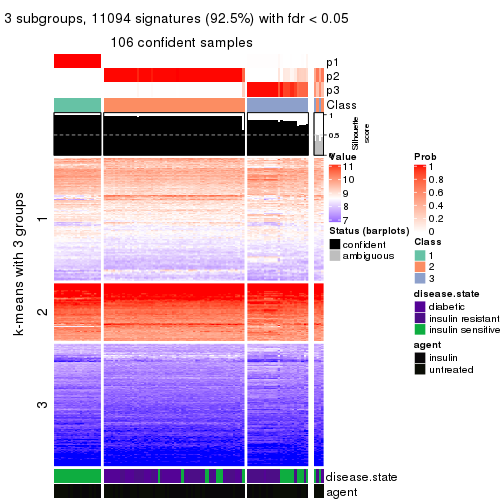 3 subgroups, 11094 signatures (92.5%) with fdr < 0.05
106 confident samples
p1
p2
p3
Class
1
0.5
0
Silhouette
score
k-means with 3 groups
1
2
3
Value
11
10
9
8
7
Status (barplots)
confident
ambiguous
Prob
1
0.8
0.6
0.4
0.2
0
Class
1
2
3
disease.state
diabetic
insulin resistant
insulin sensitive
agent
insulin
untreated
disease.state
agent